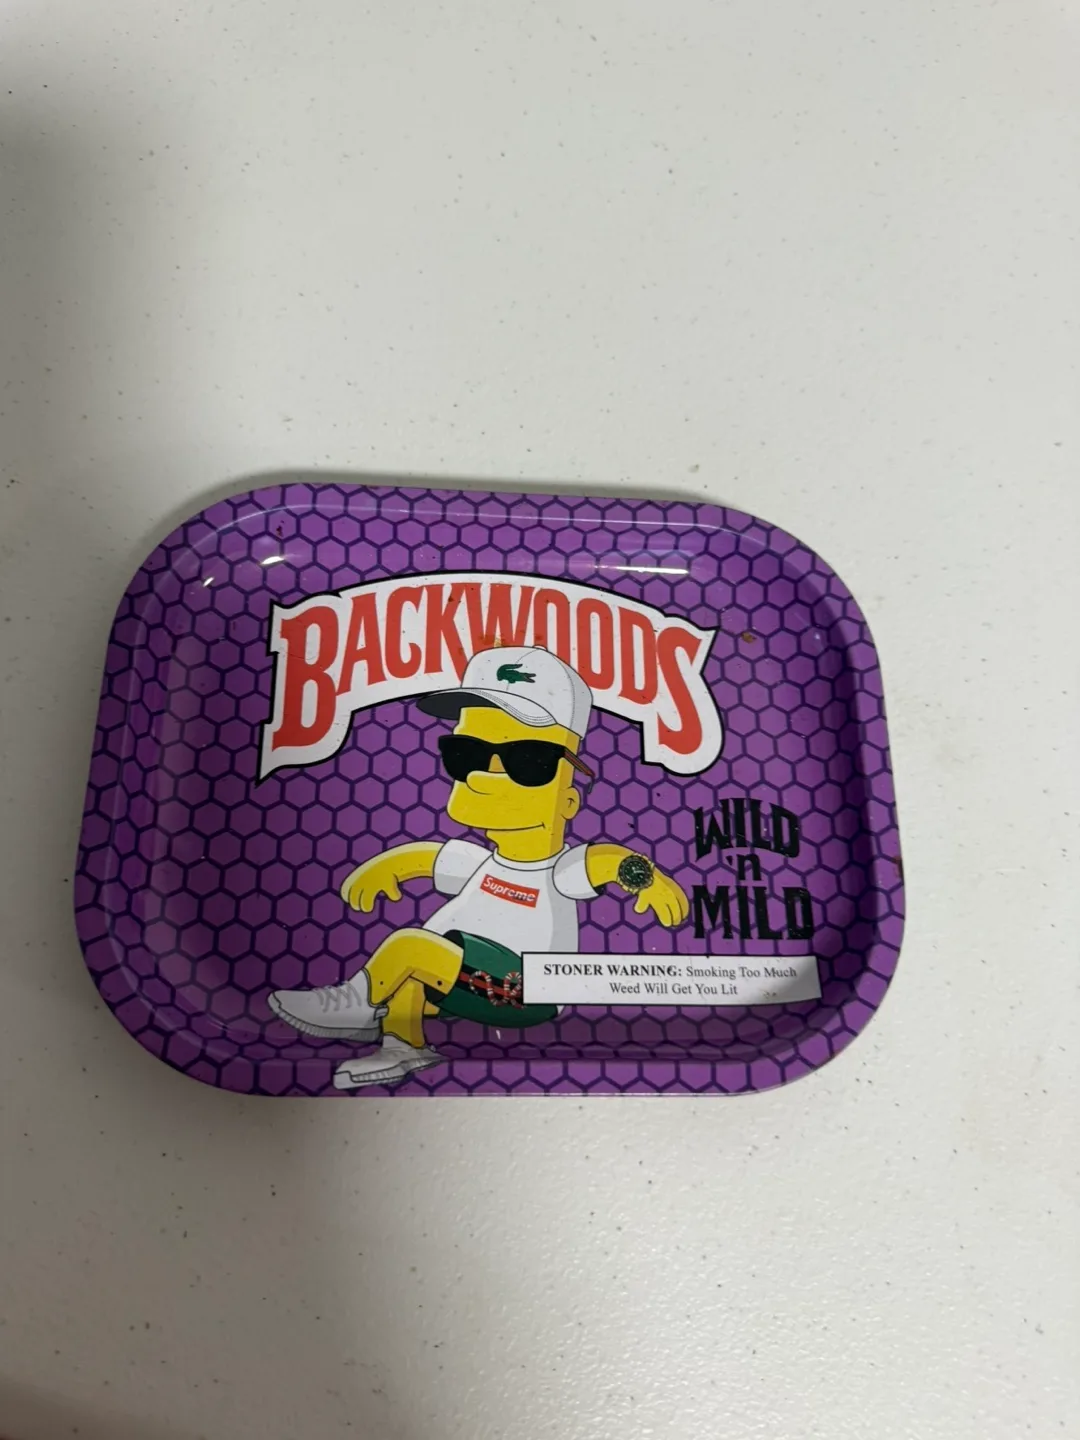 BACKWOODS
Supreme
WILD
'n
MILD
STONER WARNING: Smoking Too Much
Weed Will Get You Lit